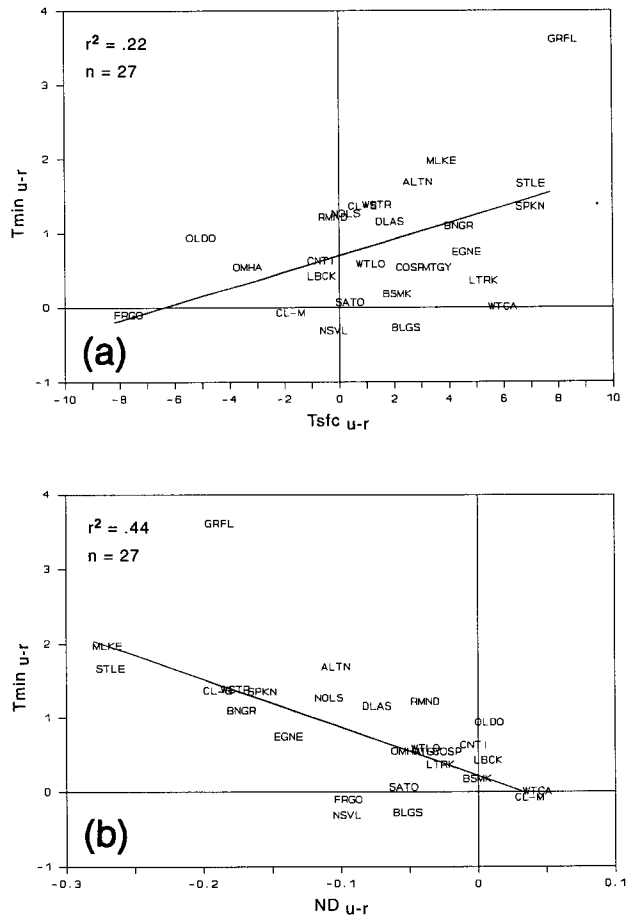 4
r² = .22
n = 27
GRFL
3
MLKE
2
ALTN
STLE
WSTR
SPKN
NOLS
RMND
DLAS
1
BNGR
OLDO
EGNE
CNTI
WTLO
OMHA
MTGY
LBCK
LTRK
BSMK
SATO
WTCA
0
FRGO
CL-M
NSVL
BLGS
(a)
-1
Tmin u-r
-10
-8
-6
-4
-2
0
2
4
6
8
10
Tsfc u-r
4
r² = .44
n = 27
GRFL
3
2
MLKE
STLE
ALTN
WSTR
SPKN
NOLS
RMND
BNGR
DLAS
1
OLDO
EGNE
CNTI
WTLO
LBCK
LTRK
BSMK
SATO
WTCA
0
CL-M
FRGO
NSVL
BLGS
(b)
-1
Tmin u-r
-0.3
-0.2
-0.1
0
0.1
ND u-r